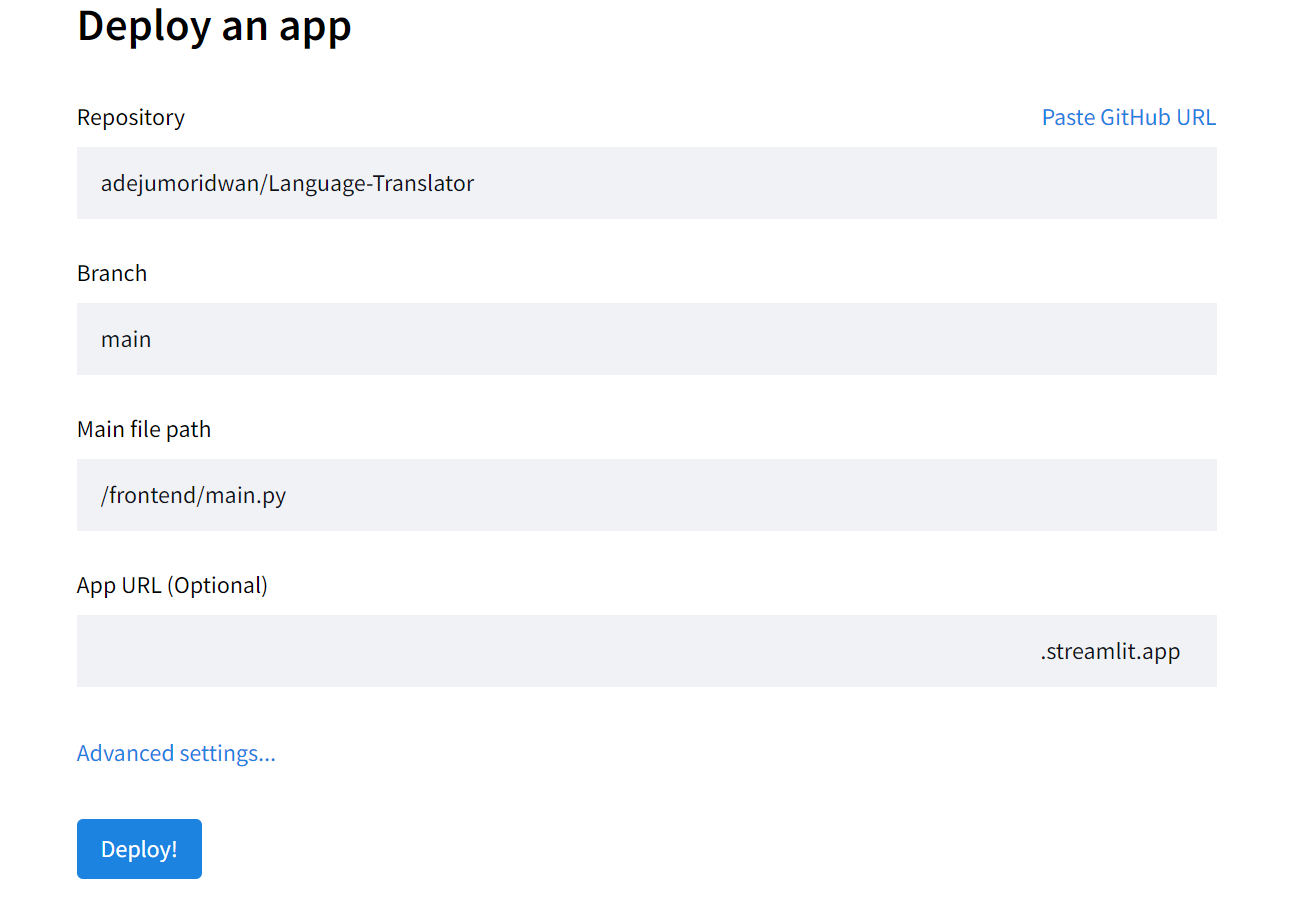 Deploy an app
Repository
Paste GitHub URL
adejumoridwan/Language-Translator
Branch
main
Main file path
/frontend/main.py
App URL (Optional)
.streamlit.app
Advanced settings...
Deploy!